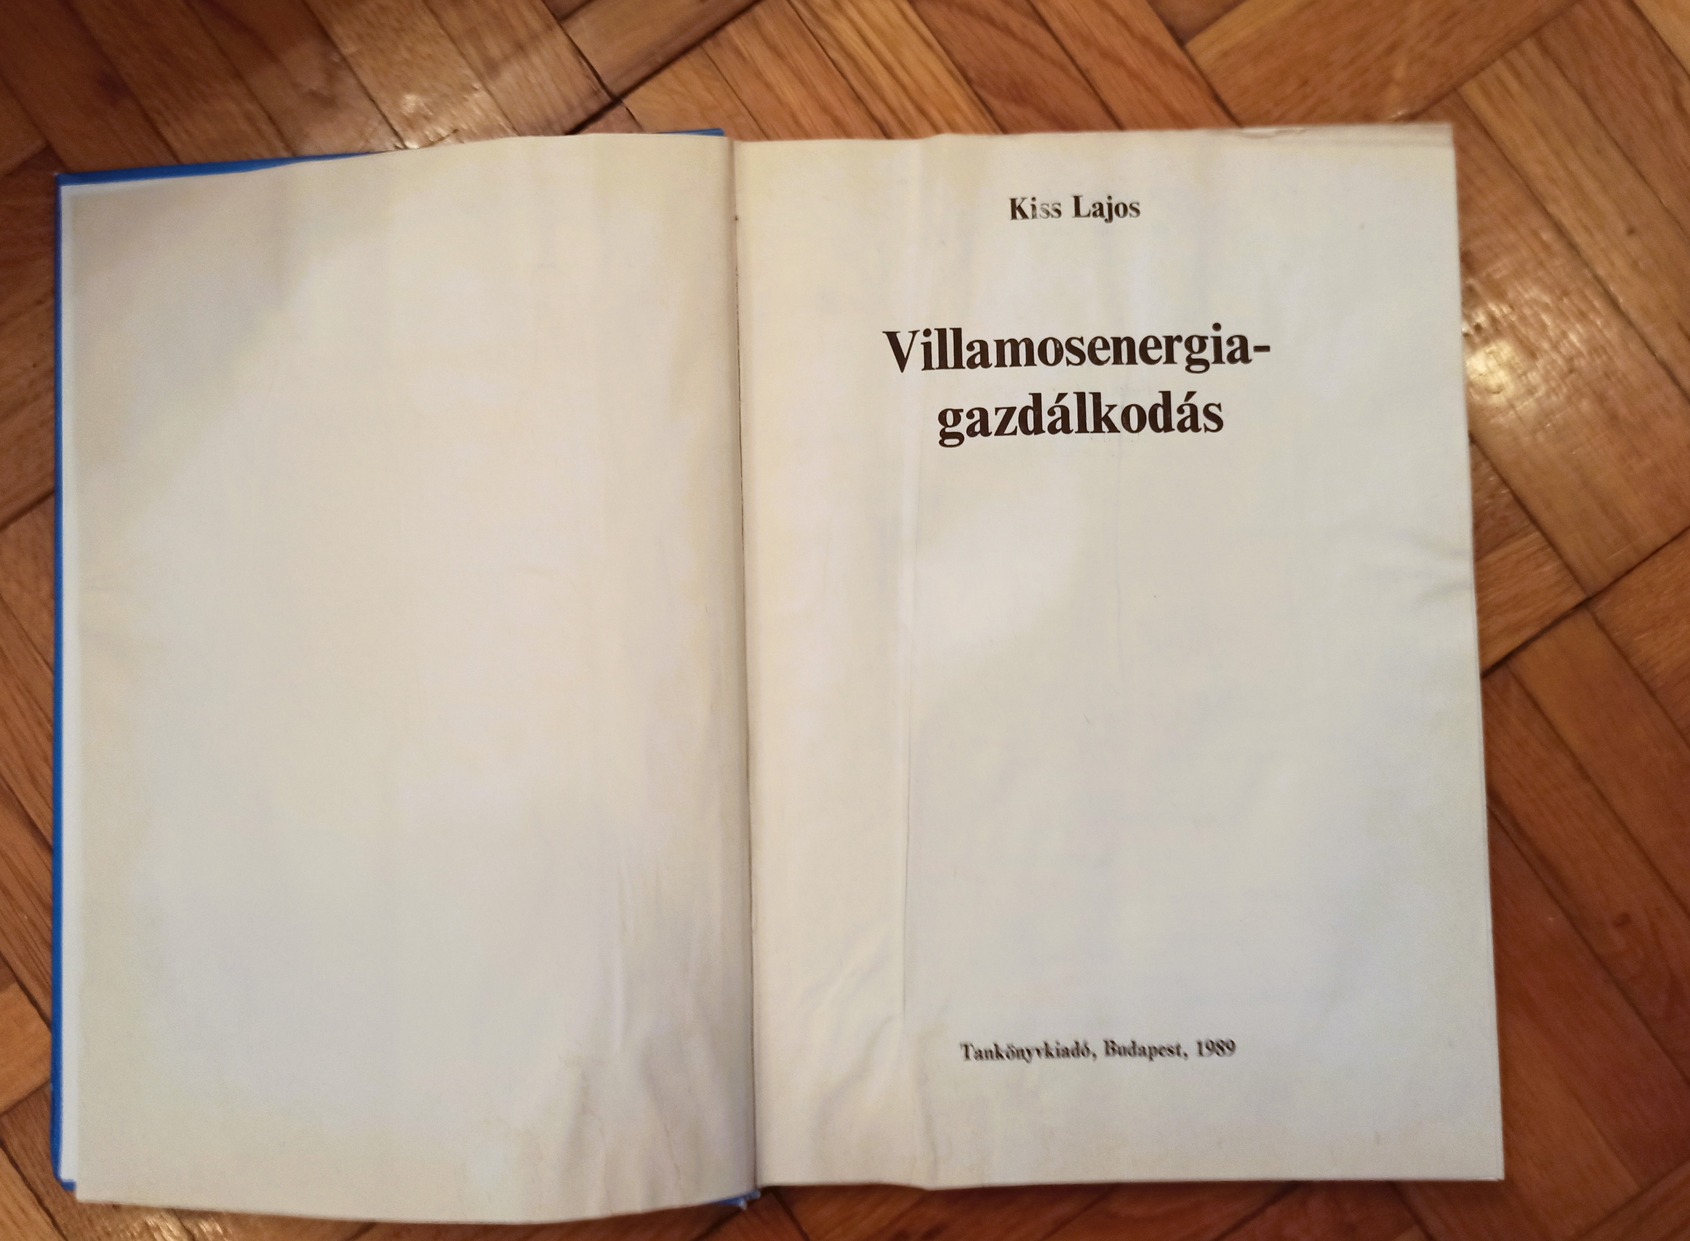 Kiss Lajos
Villamosenergia-
gazdálkodás
Tankönyvkiadó, Budapest, 1989